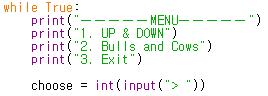 while True:
    print("-----MENU-----")
    print("1. UP & DOWN")
    print("2. Bulls and Cows")
    print("3. Exit")
    choose = int(input("> "))